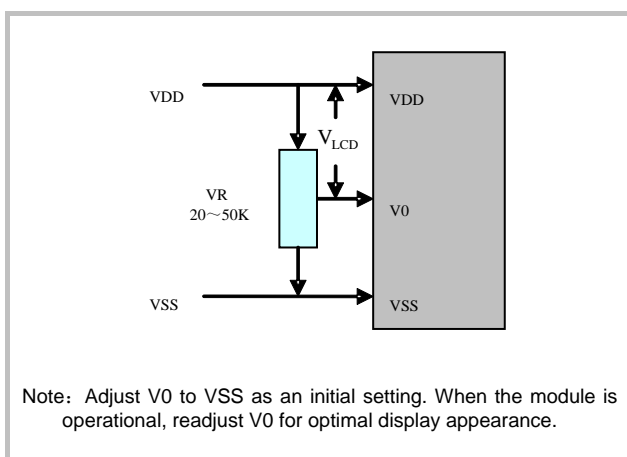 VDD
VDD
VLCD
VR
20～50K
V0
VSS
VSS
Note：Adjust V0 to VSS as an initial setting. When the module is
operational, readjust V0 for optimal display appearance.